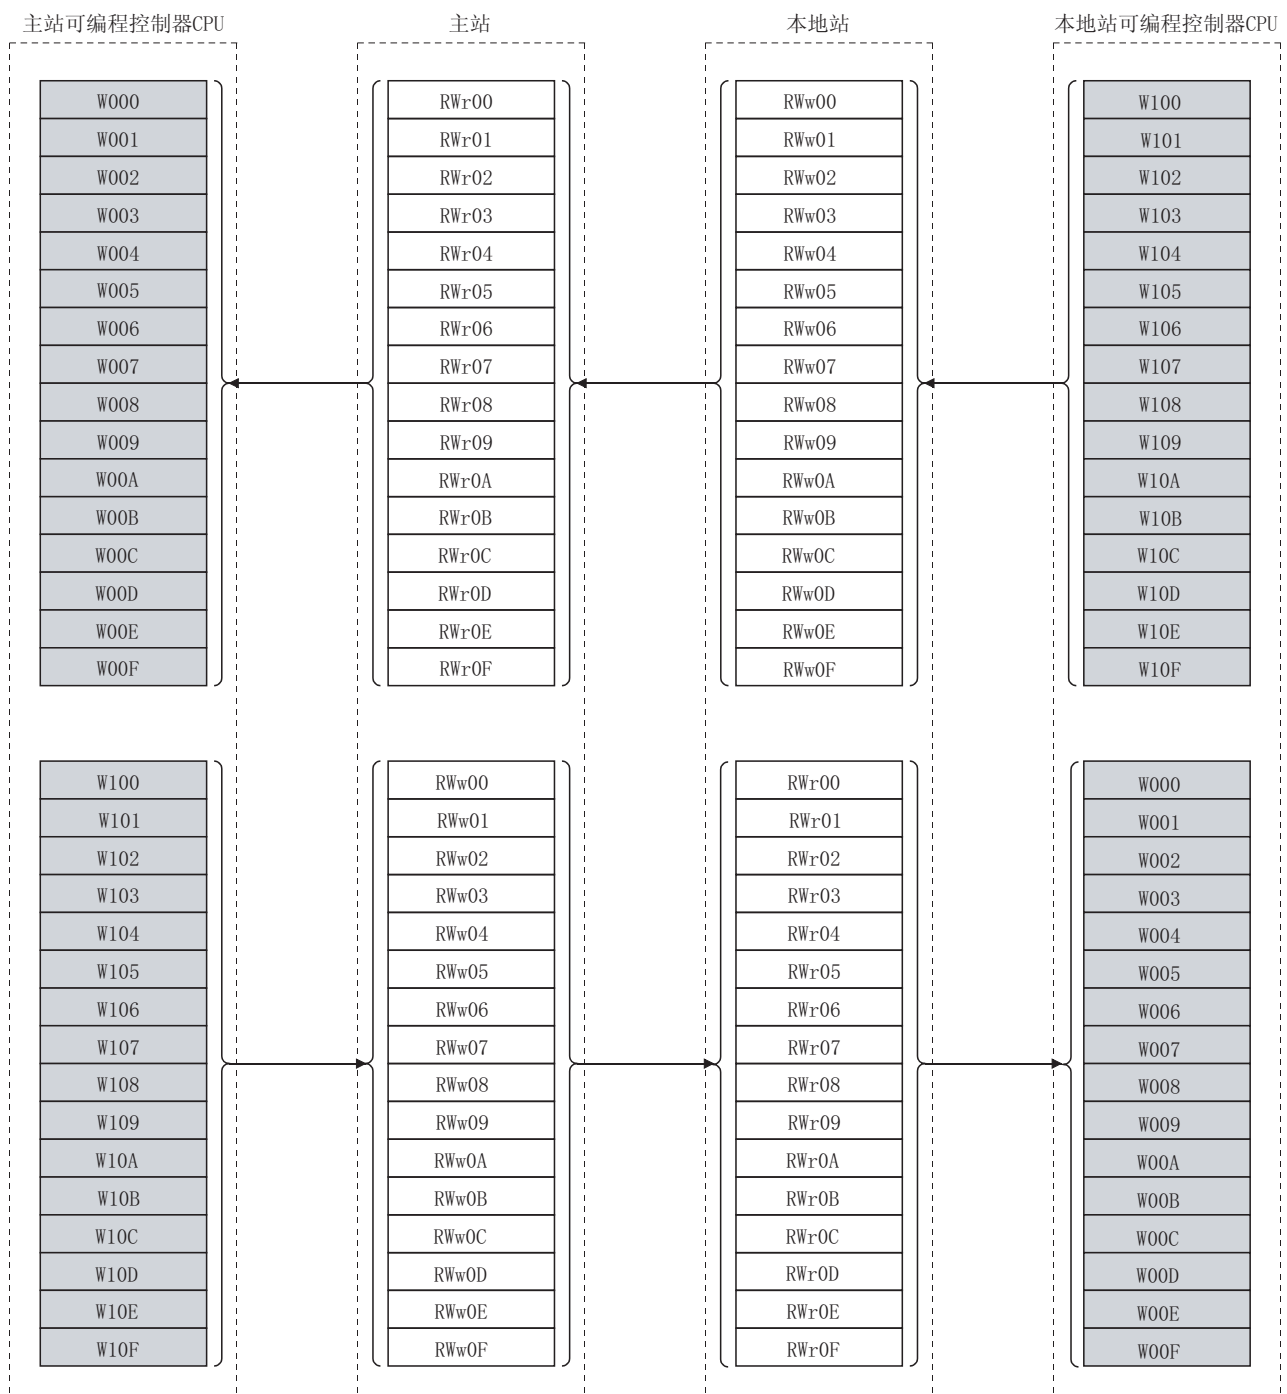 主站可编程控制器CPU 主站 本地站 本地站可编程控制器CPU
W000 RWr00 RWw00 W100
W001 RWr01 RWw01 W101
W002 RWr02 RWw02 W102
W003 RWr03 RWw03 W103
W004 RWr04 RWw04 W104
W005 RWr05 RWw05 W105
W006 RWr06 RWw06 W106
W007 RWr07 RWw07 W107
W008 RWr08 RWw08 W108
W009 RWr09 RWw09 W109
W00A RWr0A RWw0A W10A
W00B RWr0B RWw0B W10B
W00C RWr0C RWw0C W10C
W00D RWr0D RWw0D W10D
W00E RWr0E RWw0E W10E
W00F RWr0F RWw0F W10F
W100 RWw00 RWr00 W000
W101 RWw01 RWr01 W001
W102 RWw02 RWr02 W002
W103 RWw03 RWr03 W003
W104 RWw04 RWr04 W004
W105 RWw05 RWr05 W005
W106 RWw06 RWr06 W006
W107 RWw07 RWr07 W007
W108 RWw08 RWr08 W008
W109 RWw09 RWr09 W009
W10A RWw0A RWr0A W00A
W10B RWw0B RWr0B W00B
W10C RWw0C RWr0C W00C
W10D RWw0D RWr0D W00D
W10E RWw0E RWr0E W00E
W10F RWw0F RWr0F W00F